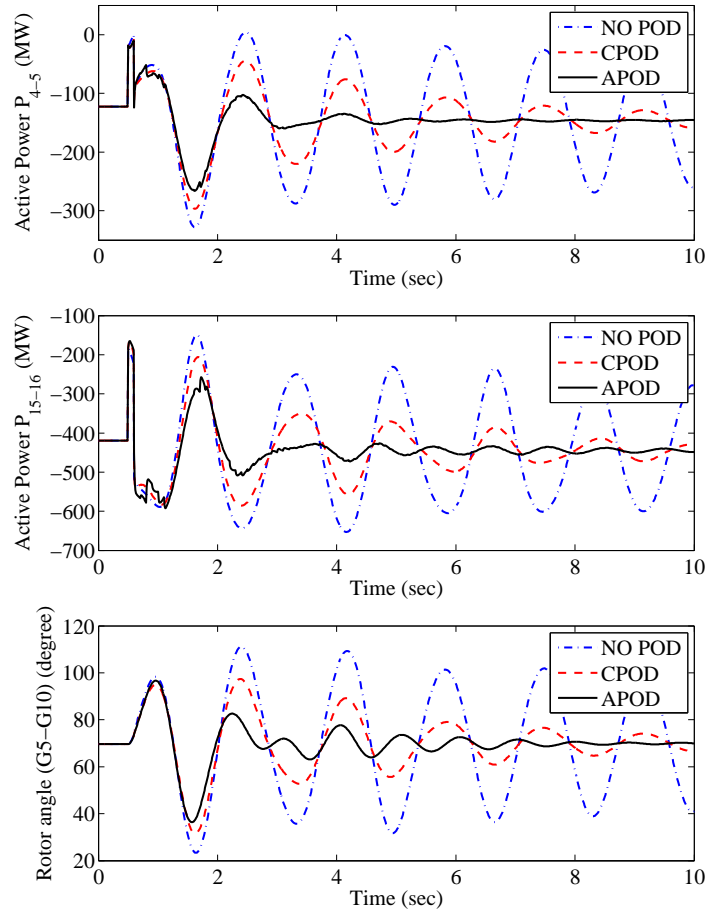 0
−50
−100
−150
−200
−250
−300
Active Power P4−5 (MW)
NO POD
CPOD
APOD
0 2 4 6 8 10
Time (sec)
−100
−200
−300
−400
−500
−600
−700
Active Power P15−16 (MW)
NO POD
CPOD
APOD
0 2 4 6 8 10
Time (sec)
120
100
80
60
40
20
Rotor angle (G5−G10) (degree)
NO POD
CPOD
APOD
0 2 4 6 8 10
Time (sec)